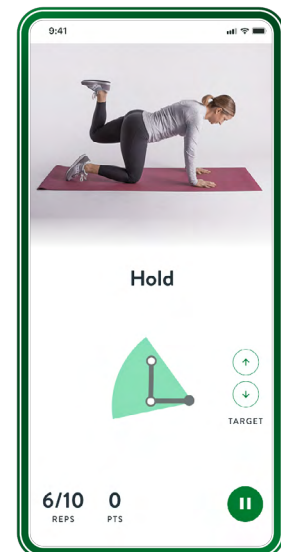 9:41
Hold
TARGET
6/10
REPS
0
PTS